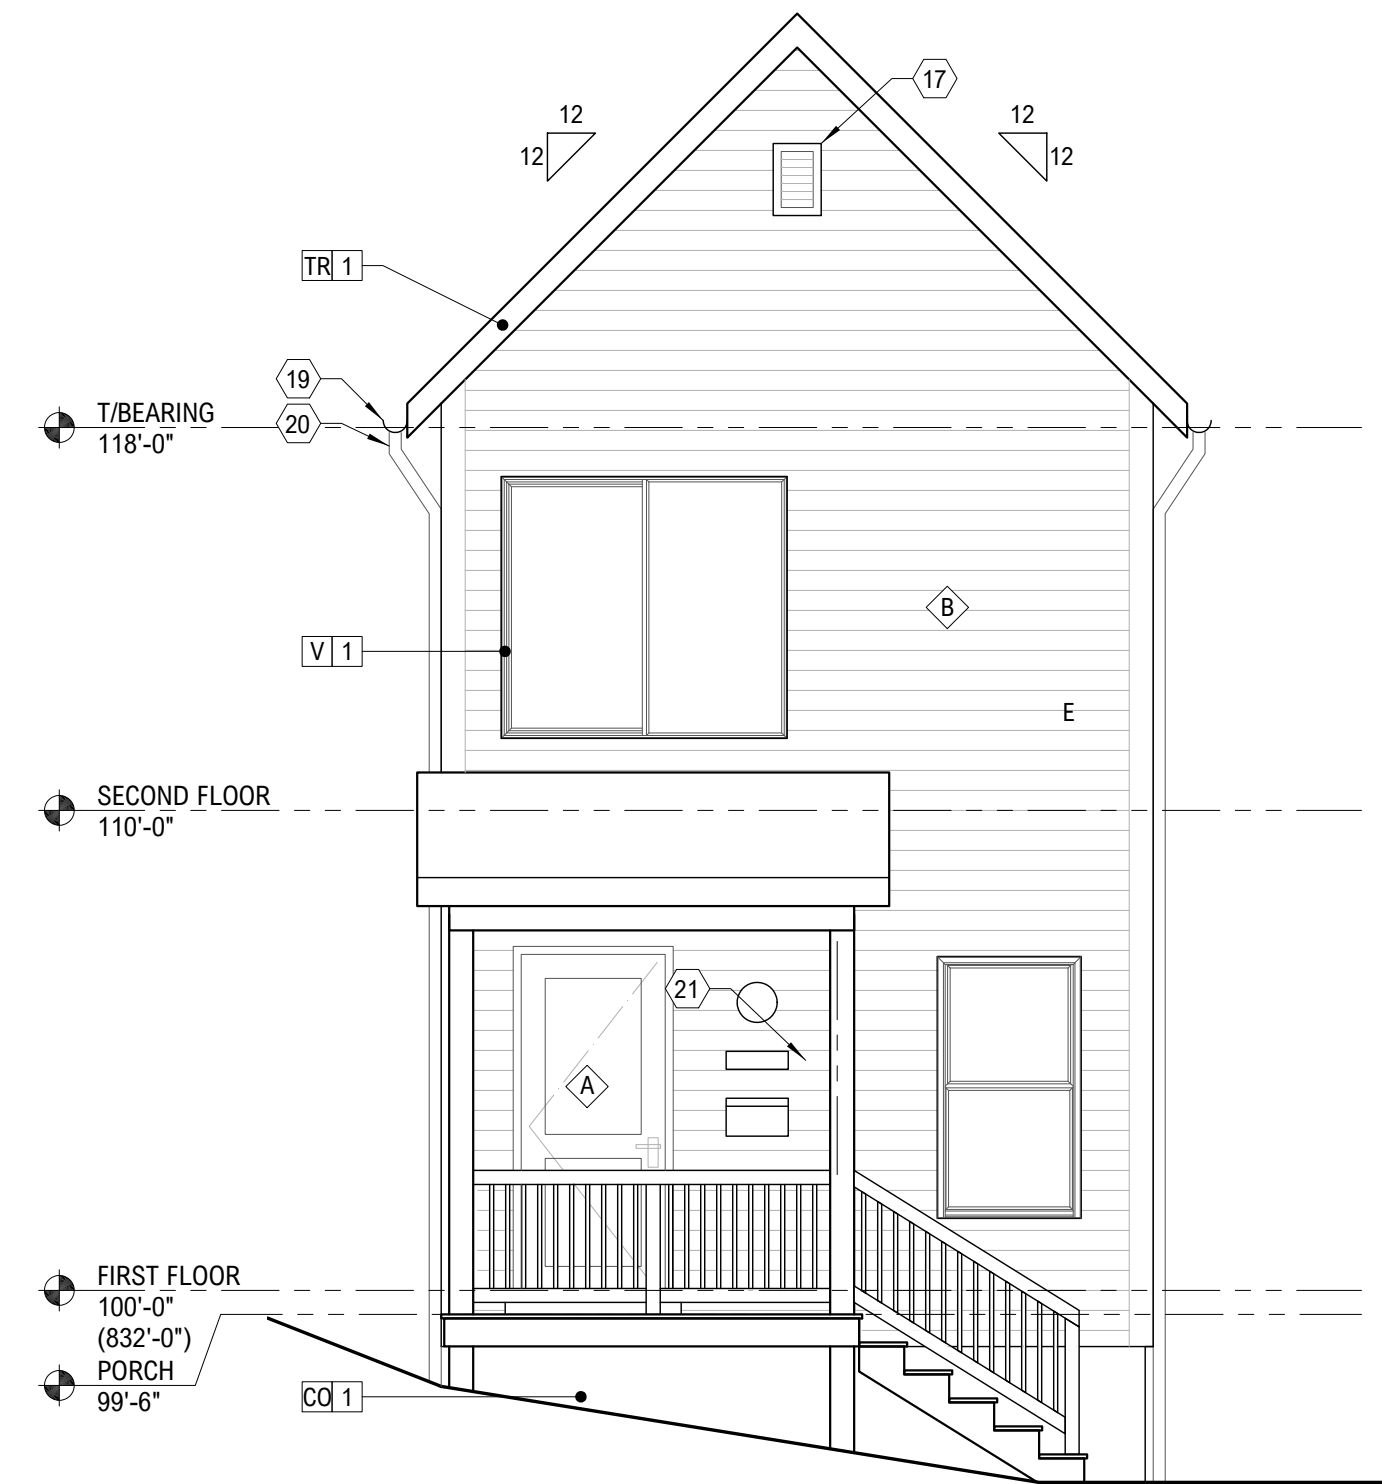 17
12
12
12
12
TR 1
19
T/BEARING
118'-0"
20
B
V 1
E
SECOND FLOOR
110'-0"
21
A
FIRST FLOOR
100'-0"
(832'-0")
PORCH
99'-6"
CO 1